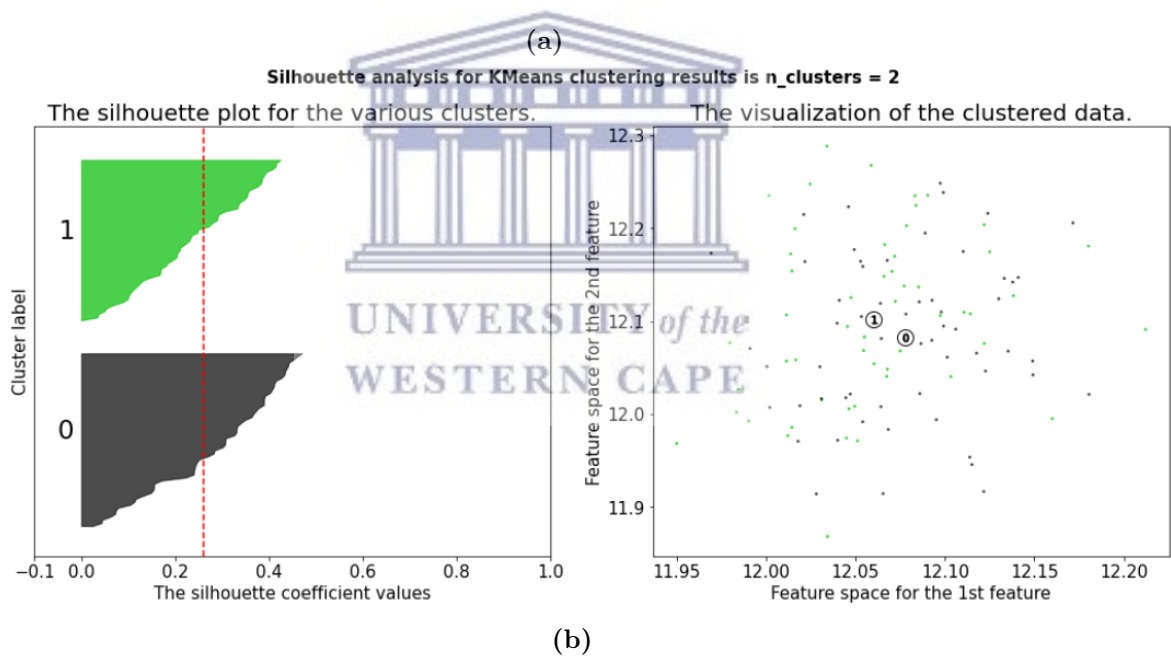 (a)
Silhouette analysis for KMeans clustering results is n_clusters = 2
The silhouette plot for the various clusters.
The visualization of the clustered data.
Cluster label
1
0
−0.1 0.0 0.2 0.4 0.6 0.8 1.0
The silhouette coefficient values
UNIVERSITY of the
WESTERN CAPE
Feature space for the 2nd feature
12.3
12.2
12.1
12.0
11.9
1
0
11.95 12.00 12.05 12.10 12.15 12.20
Feature space for the 1st feature
(b)